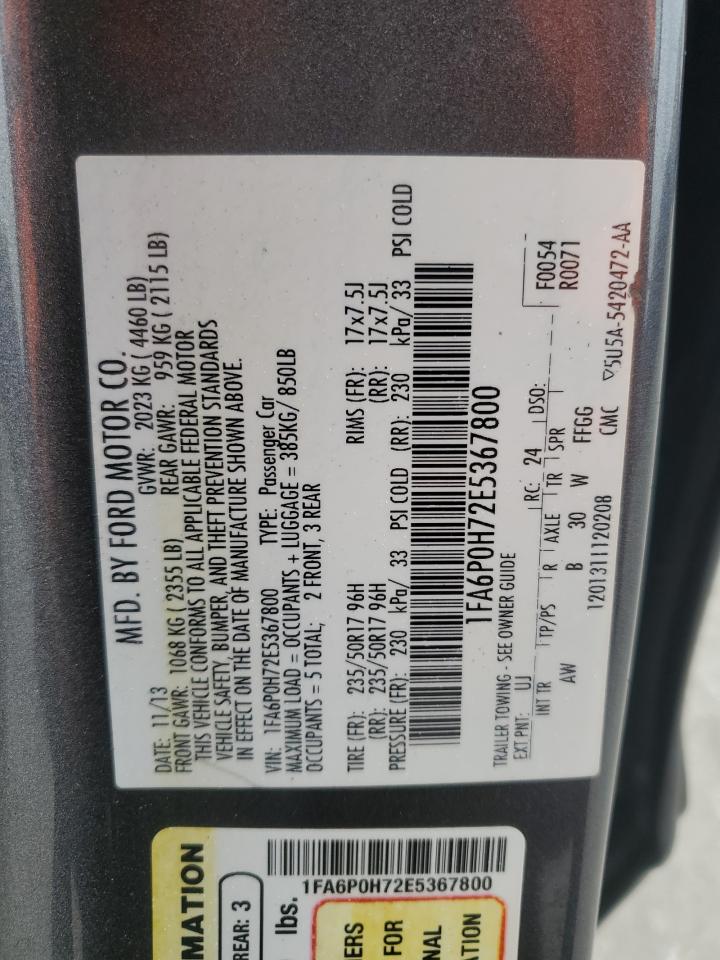 MFD. BY FORD MOTOR CO.
DATE: 11/13 GVWR: 2023 KG ( 4460 LB)
FRONT GAWR: 1068 KG ( 2355 LB) REAR GAWR: 959 KG ( 2115 LB)
THIS VEHICLE CONFORMS TO ALL APPLICABLE FEDERAL MOTOR
VEHICLE SAFETY, BUMPER, AND THEFT PREVENTION STANDARDS
IN EFFECT ON THE DATE OF MANUFACTURE SHOWN ABOVE.
VIN: 1FA6P0H72E5367800 TYPE: Passenger Car
MAXIMUM LOAD = OCCUPANTS + LUGGAGE = 385KG/ 850LB
OCCUPANTS = 5 TOTAL; 2 FRONT, 3 REAR
TIRE (FR): 235/50R17 96H RIMS (FR): 17x7.5J
(RR): 235/50R17 96H (RR): 17x7.5J
PRESSURE (FR): 230 kPa/ 33 PSI COLD (RR): 230 kPa/ 33 PSI COLD
1FA6P0H72E5367800
TRAILER TOWING - SEE OWNER GUIDE
EXT PNT: UJ RC: 24 DSO: F0054
INT TR TP/PS R AXLE TR SPR R0071
AW B 30 W FFGG
1201311120208 CMC ▽5U5A-5420472-AA
MATION
REAR: 3
1FA6P0H72E5367800
lbs.
ERS
FOR
NAL
ATION